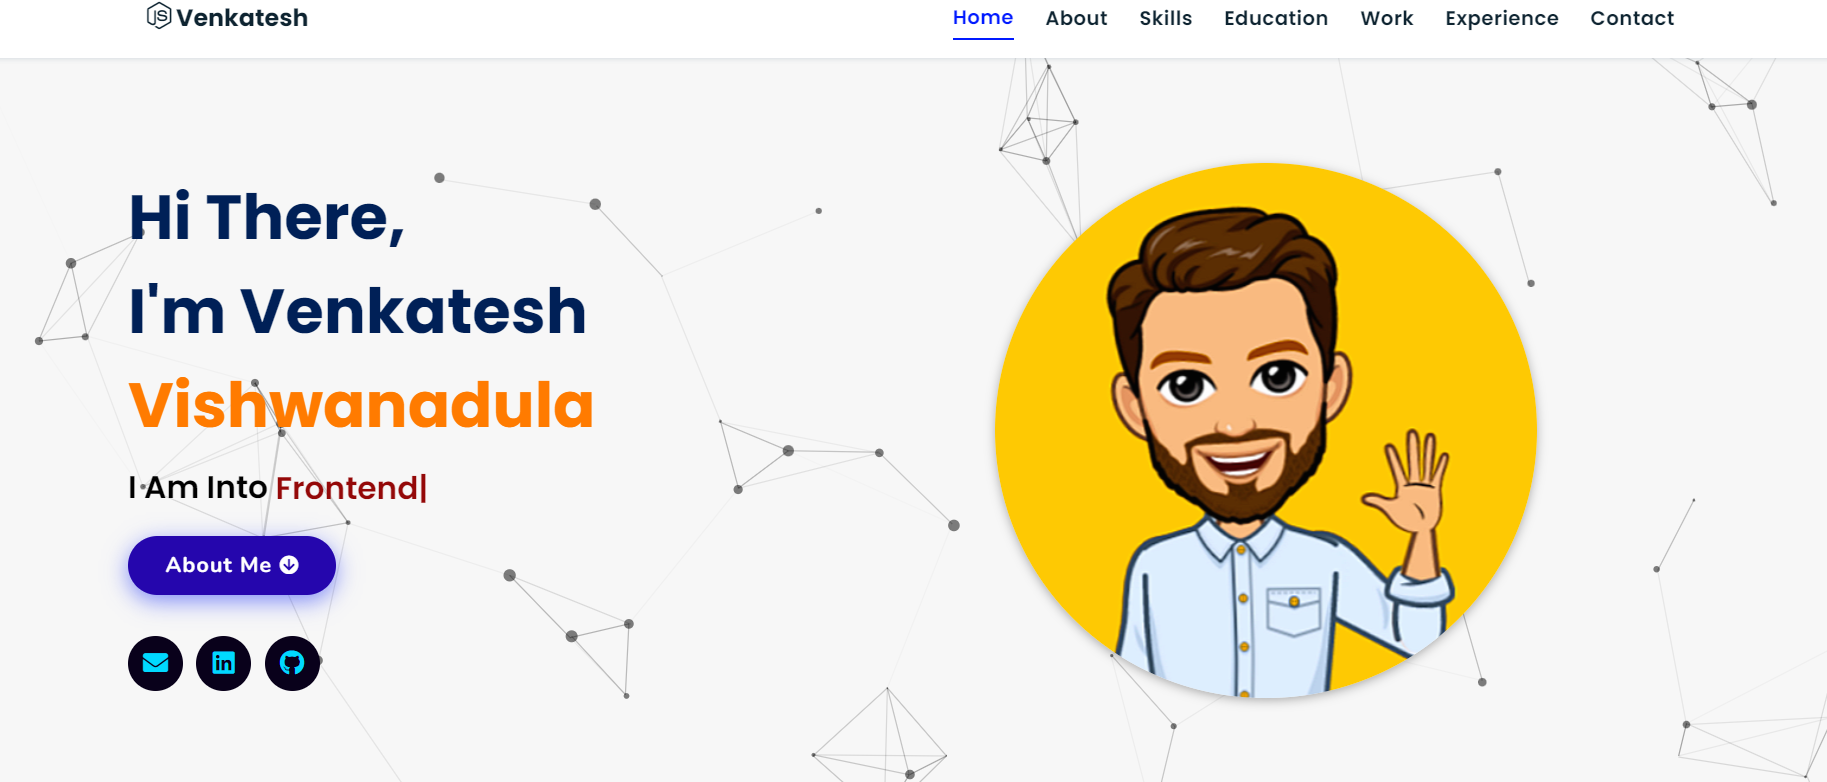 Venkatesh
Home About Skills Education Work Experience Contact
Hi There,
I'm Venkatesh
Vishwanadula
I Am Into Frontend|
About Me